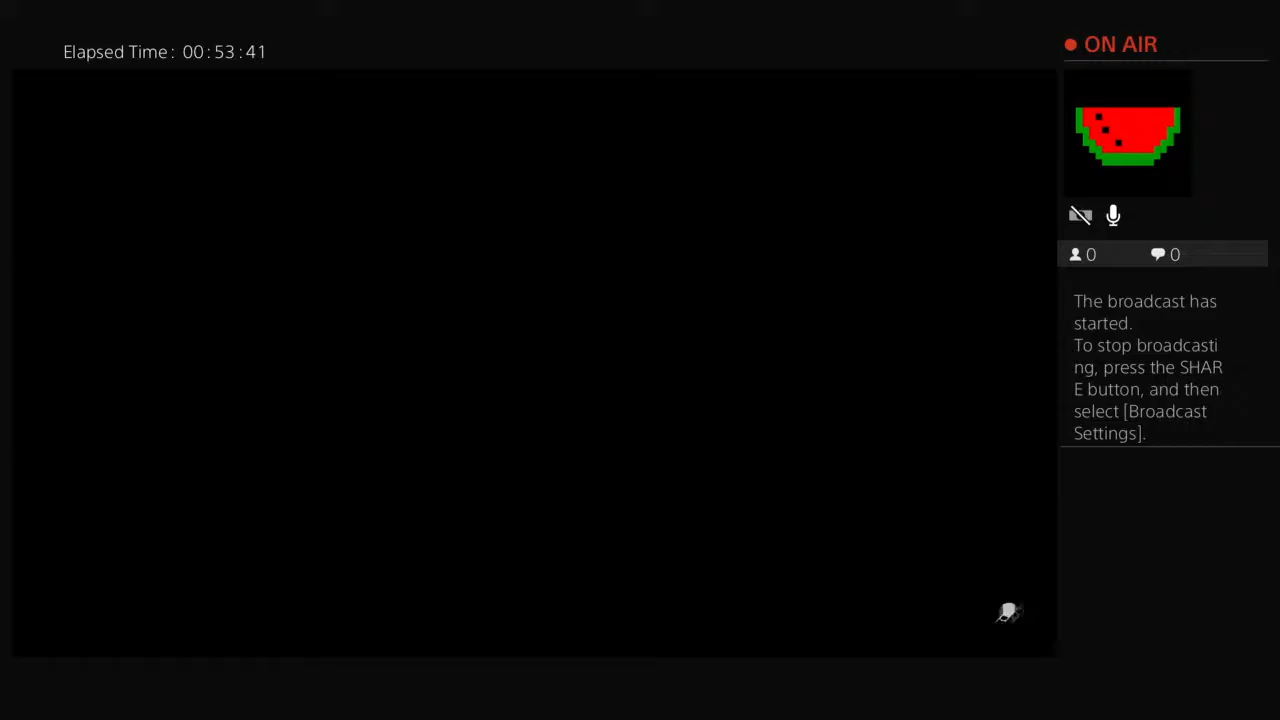 Elapsed Time: 00:53:41
ON AIR
0 0
The broadcast has
started.
To stop broadcasti
ng, press the SHAR
E button, and then
select [Broadcast
Settings].